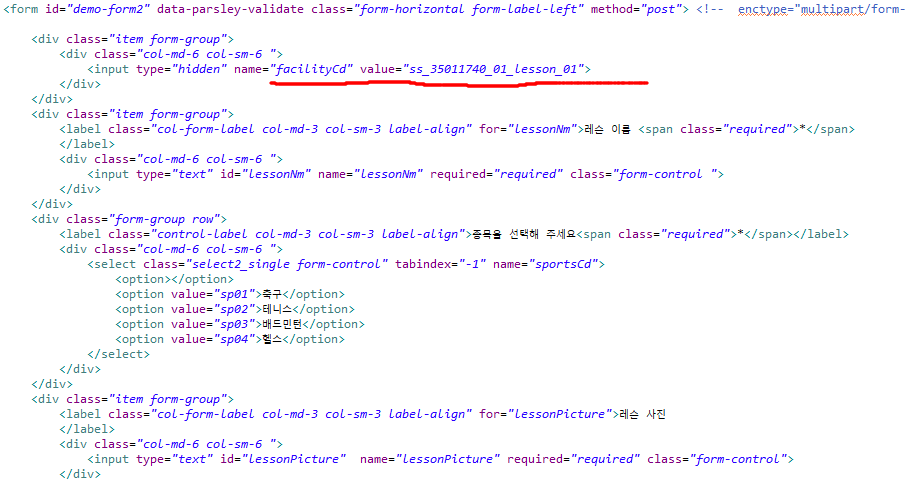 <form id="demo-form2" data-parsley-validate class="form-horizontal form-label-left" method="post"> <!--  enctype="multipart/form-
<div class="item form-group">
<div class="col-md-6 col-sm-6 ">
<input type="hidden" name="facilityCd" value="ss_35011740_01_lesson_01">
</div>
</div>
<div class="item form-group">
<label class="col-form-label col-md-3 col-sm-3 label-align" for="lessonNm">레슨 이름 <span class="required">*</span>
</label>
<div class="col-md-6 col-sm-6 ">
<input type="text" id="lessonNm" name="lessonNm" required="required" class="form-control ">
</div>
</div>
<div class="form-group row">
<label class="control-label col-md-3 col-sm-3 label-align">종목을 선택해 주세요<span class="required">*</span></label>
<div class="col-md-6 col-sm-6 ">
<select class="select2_single form-control" tabindex="-1" name="sportsCd">
<option></option>
<option value="sp01">축구</option>
<option value="sp02">테니스</option>
<option value="sp03">배드민턴</option>
<option value="sp04">헬스</option>
</select>
</div>
</div>
<div class="item form-group">
<label class="col-form-label col-md-3 col-sm-3 label-align" for="lessonPicture">레슨 사진
</label>
<div class="col-md-6 col-sm-6 ">
<input type="text" id="lessonPicture"  name="lessonPicture" required="required" class="form-control">
</div>